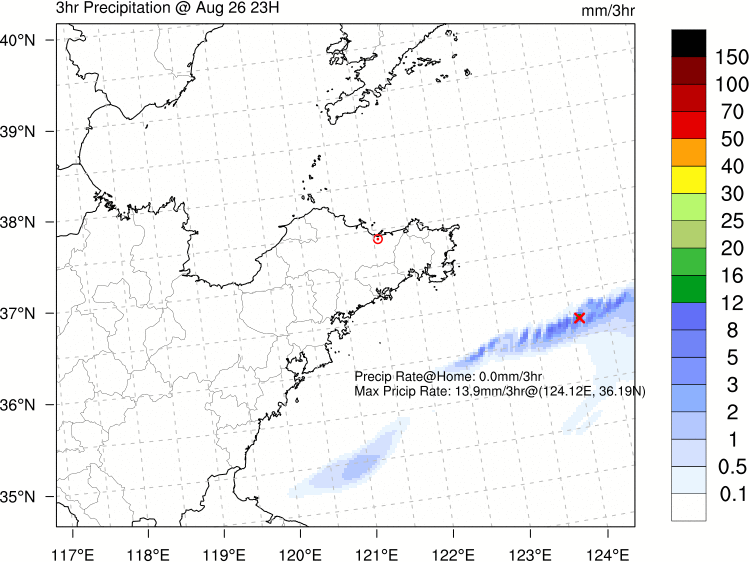 3hr Precipitation @ Aug 26 23H
mm/3hr
40°N
39°N
38°N
37°N
36°N
35°N
Precip Rate@Home: 0.0mm/3hr
Max Pricip Rate: 13.9mm/3hr@(124.12E, 36.19N)
117°E 118°E 119°E 120°E 121°E 122°E 123°E 124°E
150
100
70
50
40
30
25
20
16
12
8
5
3
2
1
0.5
0.1